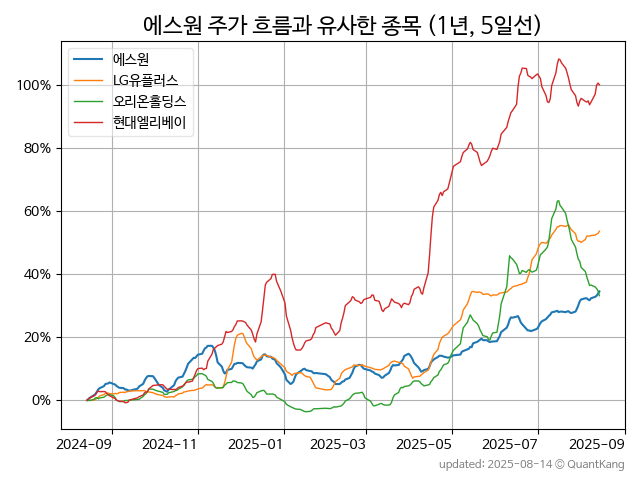 에스원 주가 흐름과 유사한 종목 (1년, 5일선)
에스원
LG유플러스
오리온홀딩스
현대엘리베이
100%
80%
60%
40%
20%
0%
2024-09 2024-11 2025-01 2025-03 2025-05 2025-07 2025-09
updated: 2025-08-14 © QuantKang